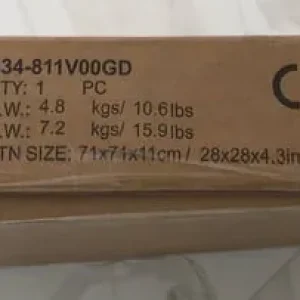 34-811V00GD
TY: 1 PC
.W.: 4.8 kgs/ 10.6lbs
.W.: 7.2 kgs/ 15.9lbs
TN SIZE: 71x71x11cm / 28x28x4.3in